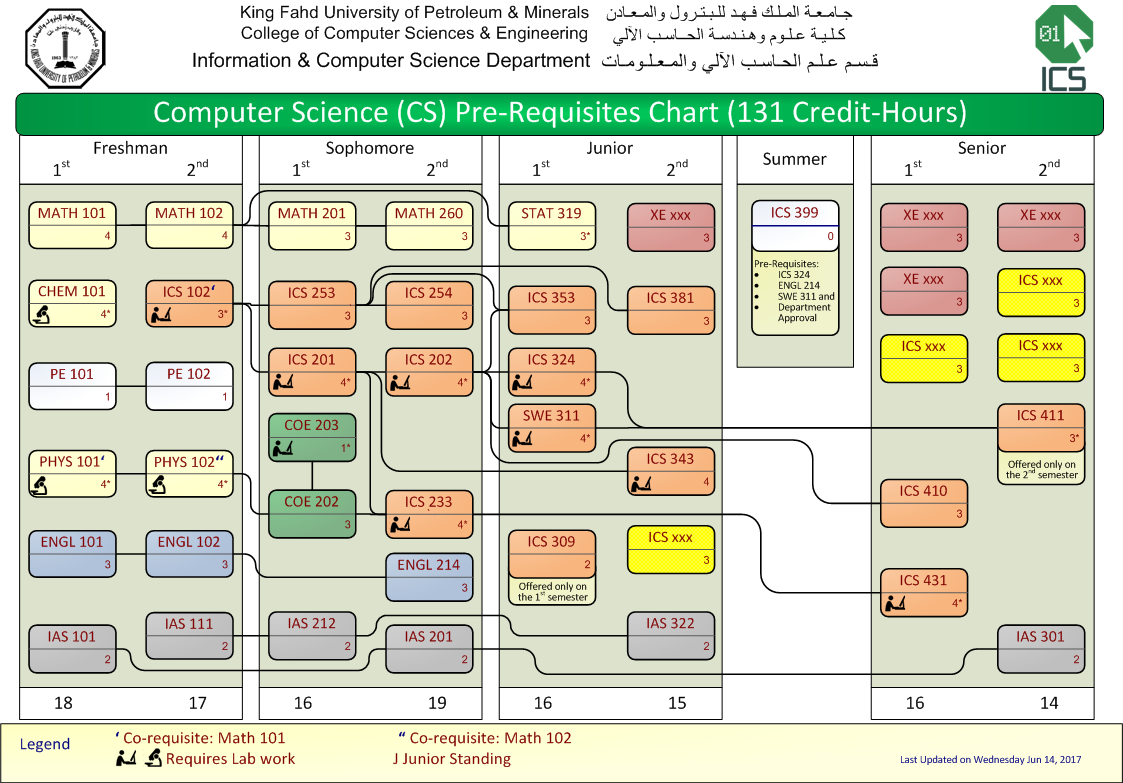 King Fahd University of Petroleum & Minerals جامعة الملك فهد للبترول والمعادن
College of Computer Sciences & Engineering كلية علوم وهندسة الحاسب الآلي
Information & Computer Science Department قسم علم الحاسب الآلي والمعلومات
01
ICS
Computer Science (CS) Pre-Requisites Chart (131 Credit-Hours)
Freshman Sophomore Junior Summer Senior
1st 2nd 1st 2nd 1st 2nd 1st 2nd
MATH 101 MATH 102 MATH 201 MATH 260 STAT 319 XE xxx ICS 399 XE xxx XE xxx
4 4 3 3 3* 3 0 3 3
Pre-Requisites:
• ICS 324
• ENGL 214
• SWE 311 and
• Department
Approval
XE xxx ICS xxx
3 3
CHEM 101 ICS 102‘ ICS 253 ICS 254 ICS 353 ICS 381
4* 3* 3 3 3 3
ICS xxx ICS xxx
3 3
PE 101 PE 102 ICS 201 ICS 202 ICS 324
1 1 4* 4* 4*
COE 203 SWE 311 ICS 411
1* 4* 3*
Offered only on
the 2nd semester
PHYS 101‘ PHYS 102“ ICS 343
4* 4* 4
COE 202 ICS 233 ICS 410
3 4* 3
ENGL 101 ENGL 102 ICS 309 ICS xxx
3 3 2 3
Offered only on
the 1st semester
ENGL 214 ICS 431
3 4*
IAS 101 IAS 111 IAS 212 IAS 201 IAS 322 IAS 301
2 2 2 2 2 2
18 17 16 19 16 15 16 14
Legend
‘ Co-requisite: Math 101 “ Co-requisite: Math 102
Requires Lab work J Junior Standing
Last Updated on Wednesday Jun 14, 2017